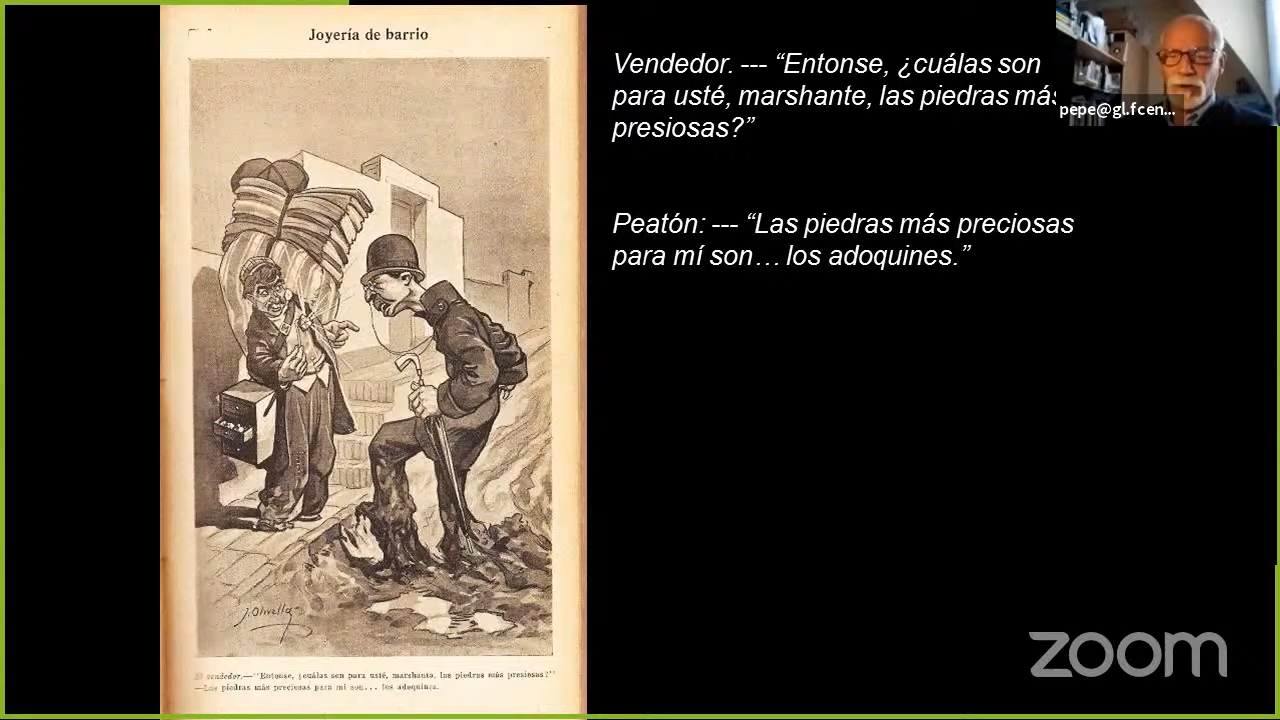 Joyería de barrio
Vendedor. --- “Entonse, ¿cuálas son
para usté, marshante, las piedras más
presiosas?”
Peatón: --- “Las piedras más preciosas
para mí son… los adoquines.”
pepe@gl.fcen...
J. Olivella
vendedor.—“Entonse, ¿cuálas son para usté, marshante, las piedras más presiosas?”
—Las piedras más preciosas para mí son... los adoquines.
zoom